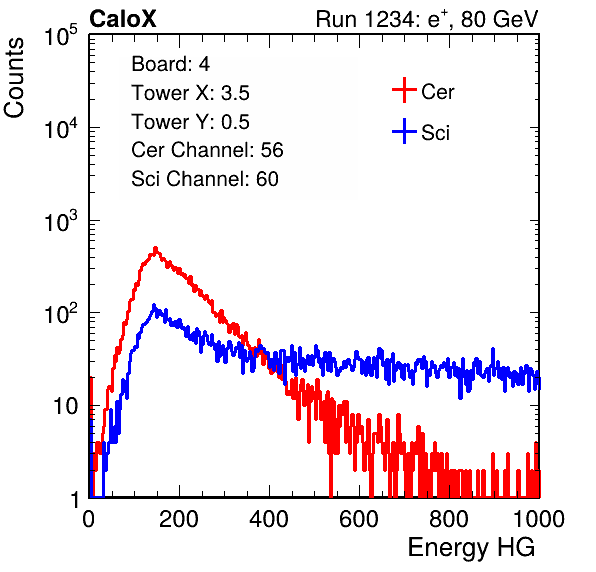 CaloX Run 1234: e⁺, 80 GeV
Counts
Board: 4
Tower X: 3.5
Tower Y: 0.5
Cer Channel: 56
Sci Channel: 60
Cer
Sci
10⁵
10⁴
10³
10²
10
1
0 200 400 600 800 1000
Energy HG